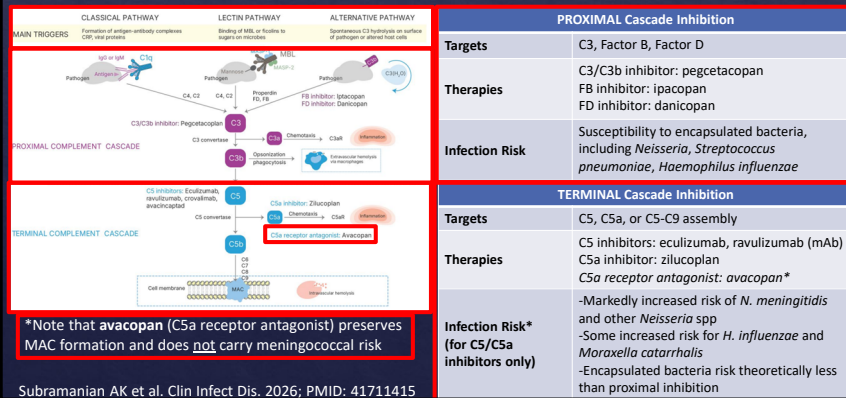 CLASSICAL PATHWAY
LECTIN PATHWAY
ALTERNATIVE PATHWAY
MAIN TRIGGERS
Formation of antigen-antibody complexes
CRP, viral proteins
Binding of MBL or ficolins to
sugars on microbes
Spontaneous C3 hydrolysis on surface
of pathogen or altered host cells
IgG or IgM
C1q
Antigen
Pathogen
MBL
MASP-2
Mannose
Pathogen
Pathogen
C3(H₂O)
C4, C2
C4, C2
Properdin
FD, FB
FB inhibitor: Iptacopan
FD inhibitor: Danicopan
C3/C3b inhibitor: Pegcetacoplan
C3
C3 convertase
C3a
Chemotaxis
C3aR
Inflammation
PROXIMAL COMPLEMENT CASCADE
C3b
Opsonization
phagocytosis
Extravascular hemolysis
via macrophages
C5 inhibitors: Eculizumab,
ravulizumab, crovalimab,
avacincaptad
C5
C5a inhibitor: Zilucoplan
C5 convertase
C5a
Chemotaxis
C5aR
Inflammation
TERMINAL COMPLEMENT CASCADE
C5a receptor antagonist: Avacopan
C5b
C6
C7
C8
C9
Cell membrane
MAC
Intravascular hemolysis
*Note that avacopan (C5a receptor antagonist) preserves
MAC formation and does not carry meningococcal risk
Subramanian AK et al. Clin Infect Dis. 2026; PMID: 41711415
PROXIMAL Cascade Inhibition
Targets
C3, Factor B, Factor D
Therapies
C3/C3b inhibitor: pegcetacopan
FB inhibitor: ipacopan
FD inhibitor: danicopan
Infection Risk
Susceptibility to encapsulated bacteria,
including Neisseria, Streptococcus
pneumoniae, Haemophilus influenzae
TERMINAL Cascade Inhibition
Targets
C5, C5a, or C5-C9 assembly
Therapies
C5 inhibitors: eculizumab, ravulizumab (mAb)
C5a inhibitor: zilucoplan
C5a receptor antagonist: avacopan*
Infection Risk*
(for C5/C5a
inhibitors only)
-Markedly increased risk of N. meningitidis
and other Neisseria spp
-Some increased risk for H. influenzae and
Moraxella catarrhalis
-Encapsulated bacteria risk theoretically less
than proximal inhibition